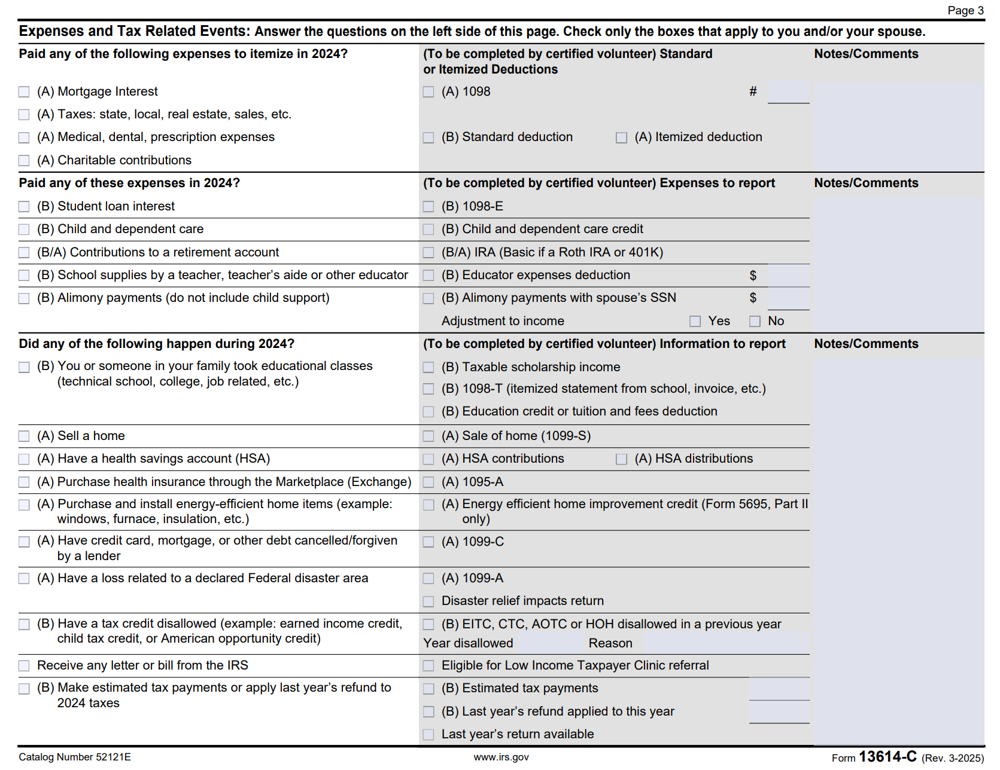 Page 3
Expenses and Tax Related Events: Answer the questions on the left side of this page. Check only the boxes that apply to you and/or your spouse.
Paid any of the following expenses to itemize in 2024?
(A) Mortgage Interest
(A) Taxes: state, local, real estate, sales, etc.
(A) Medical, dental, prescription expenses
(A) Charitable contributions
(To be completed by certified volunteer) Standard
or Itemized Deductions
(A) 1098 #
(B) Standard deduction (A) Itemized deduction
Notes/Comments
Paid any of these expenses in 2024?
(B) Student loan interest
(B) Child and dependent care
(B/A) Contributions to a retirement account
(B) School supplies by a teacher, teacher’s aide or other educator
(B) Alimony payments (do not include child support)
(To be completed by certified volunteer) Expenses to report
(B) 1098-E
(B) Child and dependent care credit
(B/A) IRA (Basic if a Roth IRA or 401K)
(B) Educator expenses deduction $
(B) Alimony payments with spouse’s SSN $
Adjustment to income Yes No
Notes/Comments
Did any of the following happen during 2024?
(B) You or someone in your family took educational classes
(technical school, college, job related, etc.)
(A) Sell a home
(A) Have a health savings account (HSA)
(A) Purchase health insurance through the Marketplace (Exchange)
(A) Purchase and install energy-efficient home items (example:
windows, furnace, insulation, etc.)
(A) Have credit card, mortgage, or other debt cancelled/forgiven
by a lender
(A) Have a loss related to a declared Federal disaster area
(B) Have a tax credit disallowed (example: earned income credit,
child tax credit, or American opportunity credit)
Receive any letter or bill from the IRS
(B) Make estimated tax payments or apply last year’s refund to
2024 taxes
(To be completed by certified volunteer) Information to report
(B) Taxable scholarship income
(B) 1098-T (itemized statement from school, invoice, etc.)
(B) Education credit or tuition and fees deduction
(A) Sale of home (1099-S)
(A) HSA contributions (A) HSA distributions
(A) 1095-A
(A) Energy efficient home improvement credit (Form 5695, Part II
only)
(A) 1099-C
(A) 1099-A
Disaster relief impacts return
(B) EITC, CTC, AOTC or HOH disallowed in a previous year
Year disallowed Reason
Eligible for Low Income Taxpayer Clinic referral
(B) Estimated tax payments
(B) Last year’s refund applied to this year
Last year’s return available
Notes/Comments
Catalog Number 52121E www.irs.gov Form 13614-C (Rev. 3-2025)